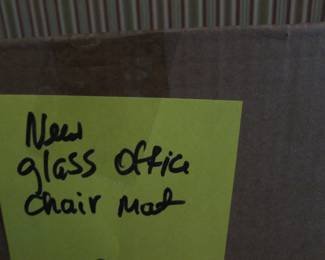 New
glass office
chair mat